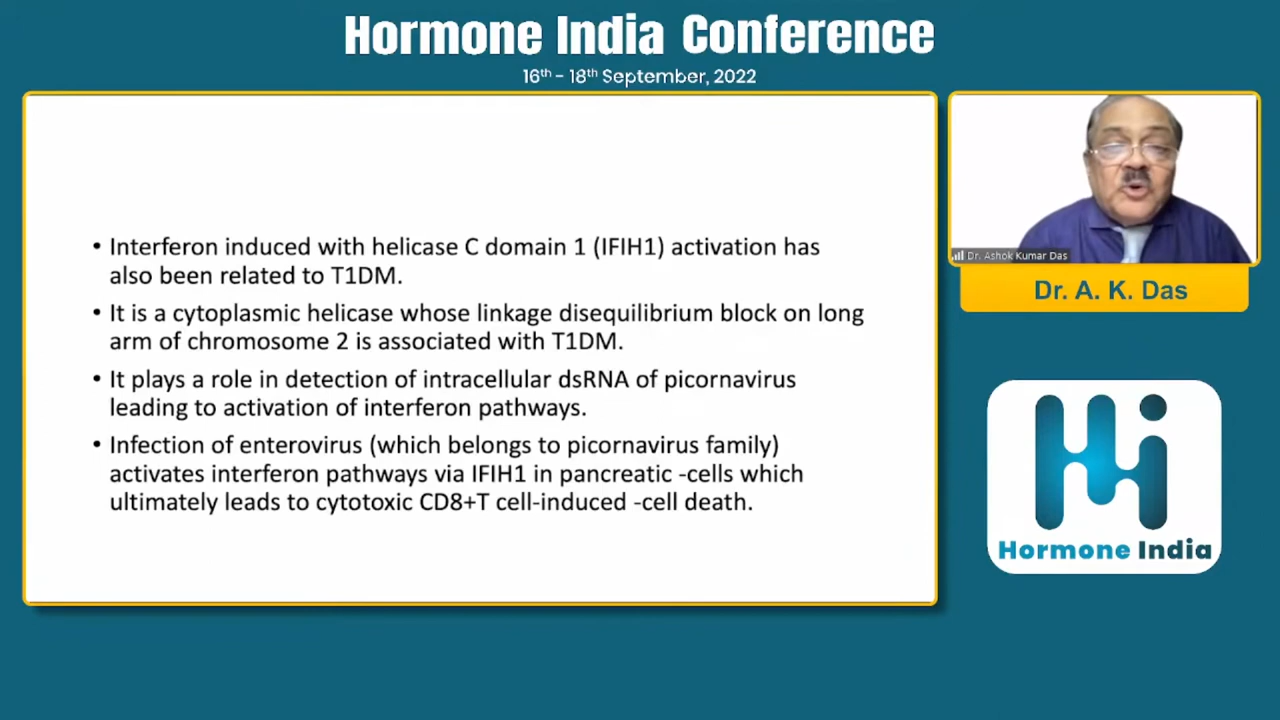 Hormone India Conference
16th - 18th September, 2022
• Interferon induced with helicase C domain 1 (IFIH1) activation has
also been related to T1DM.
• It is a cytoplasmic helicase whose linkage disequilibrium block on long
arm of chromosome 2 is associated with T1DM.
• It plays a role in detection of intracellular dsRNA of picornavirus
leading to activation of interferon pathways.
• Infection of enterovirus (which belongs to picornavirus family)
activates interferon pathways via IFIH1 in pancreatic -cells which
ultimately leads to cytotoxic CD8+T cell-induced -cell death.
Dr. Ashok Kumar Das
Dr. A. K. Das
Hi
Hormone India